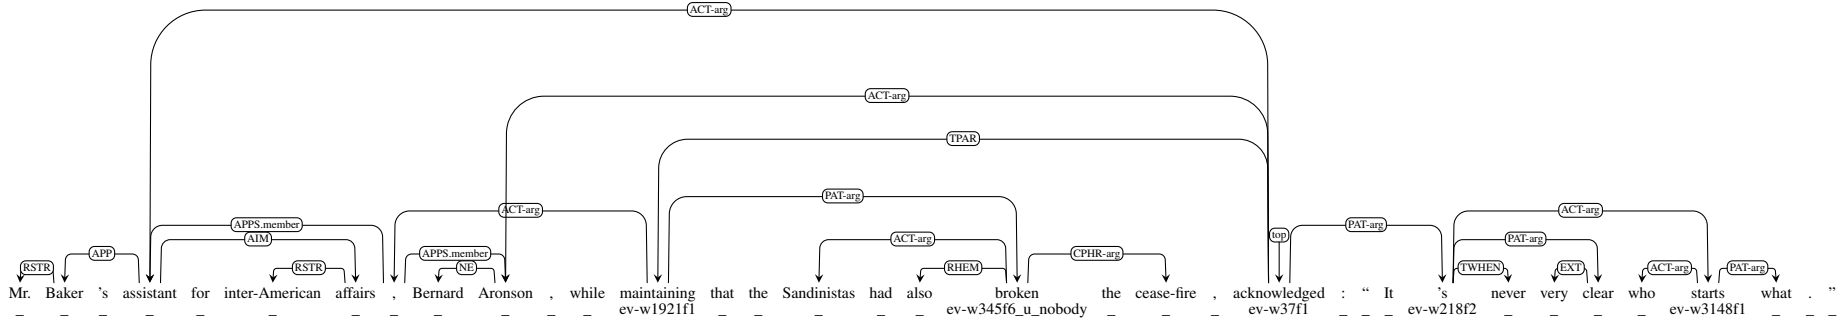 ACT-arg
ACT-arg
TPAR
PAT-arg
ACT-arg ACT-arg
APPS.member PAT-arg
AIM ACT-arg top PAT-arg
APP APPS.member CPHR-arg
RSTR RSTR NE RHEM TWHEN EXT ACT-arg PAT-arg
Mr. Baker 's assistant for inter-American affairs , Bernard Aronson , while maintaining that the Sandinistas had also broken the cease-fire , acknowledged : “ It 's never very clear who starts what . ”
_ _ _ _ _ _ _ _ _ _ _ _ ev-w1921f1 _ _ _ _ _ ev-w345f6_u_nobody _ _ _ ev-w37f1 _ _ _ ev-w218f2 _ _ _ _ ev-w3148f1 _ _ _